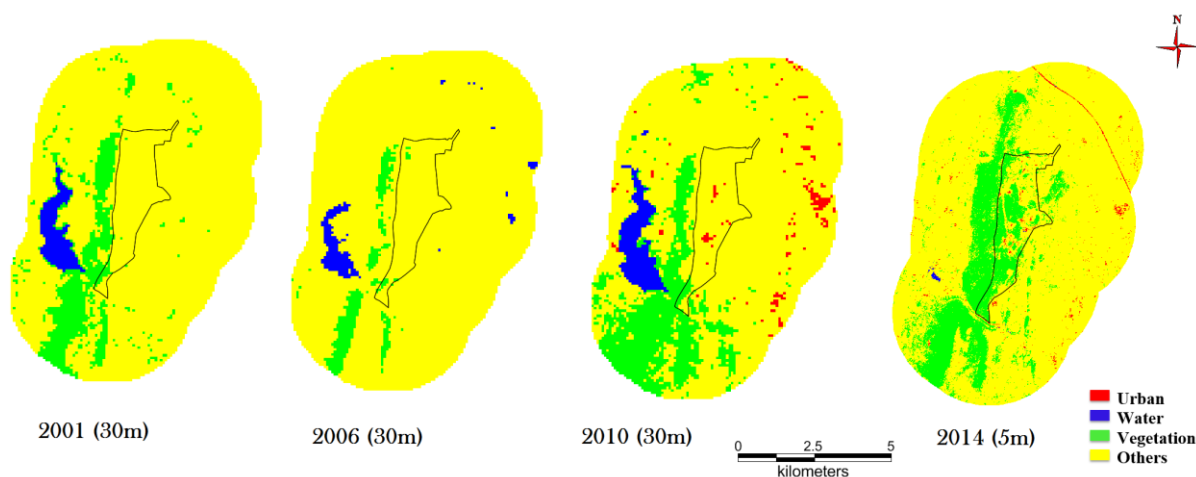 N
2001 (30m)
2006 (30m)
2010 (30m)
2014 (5m)
0 2.5 5
kilometers
Urban
Water
Vegetation
Others